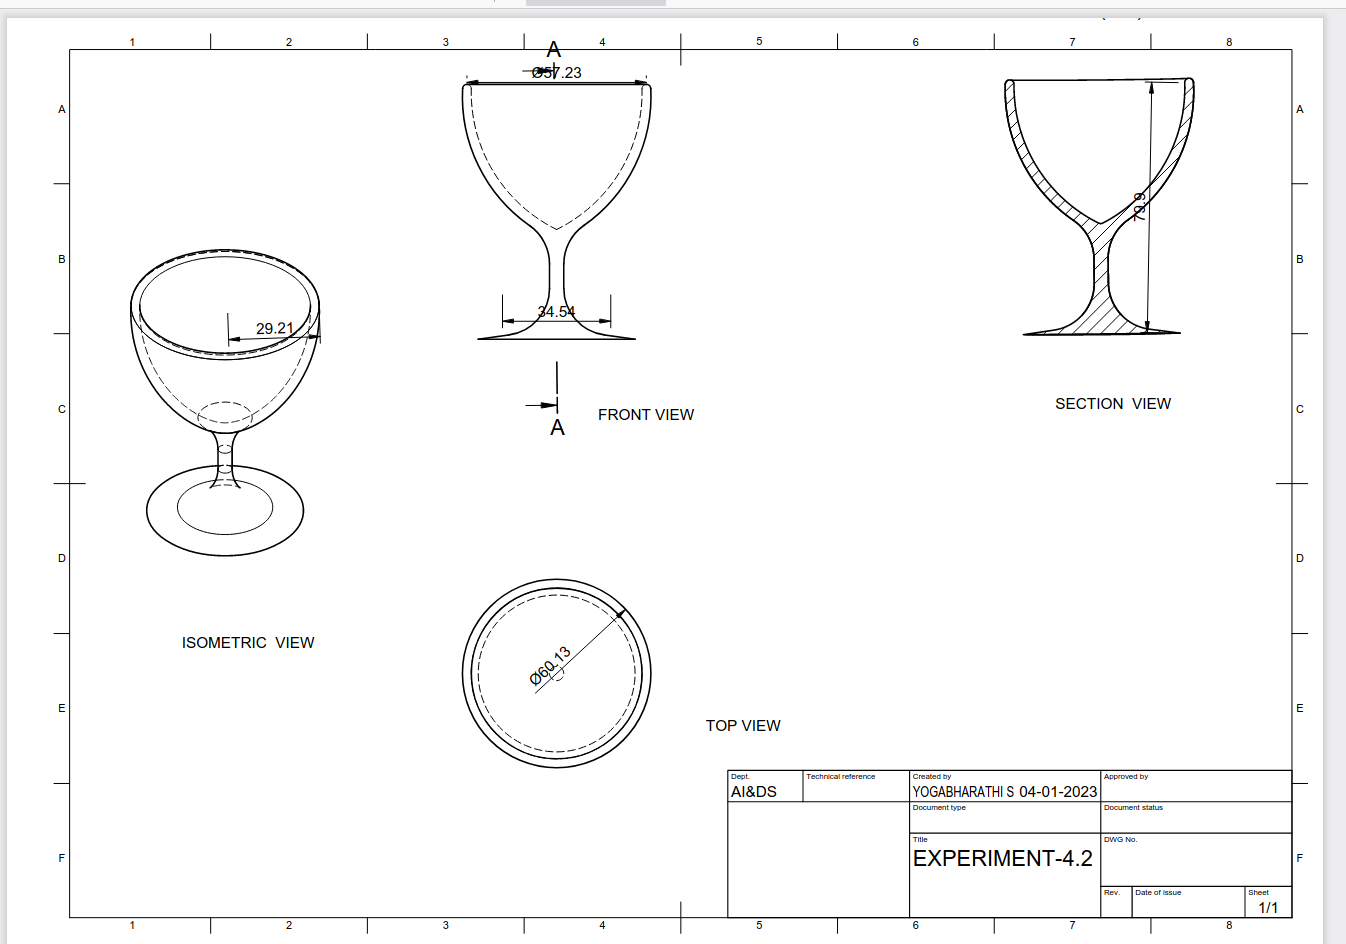 1 2 3 4 5 6 7 8
A
Ø57.23
A A
79.9
B B
29.21
34.54
C C
A
FRONT VIEW
SECTION  VIEW
D D
ISOMETRIC  VIEW
Ø60.13
E E
TOP VIEW
Dept. Technical reference Created by Approved by
AI&DS YOGABHARATHI S 04-01-2023
Document type Document status
Title DWG No.
EXPERIMENT-4.2
F F
Rev. Date of issue Sheet
1/1
1 2 3 4 5 6 7 8